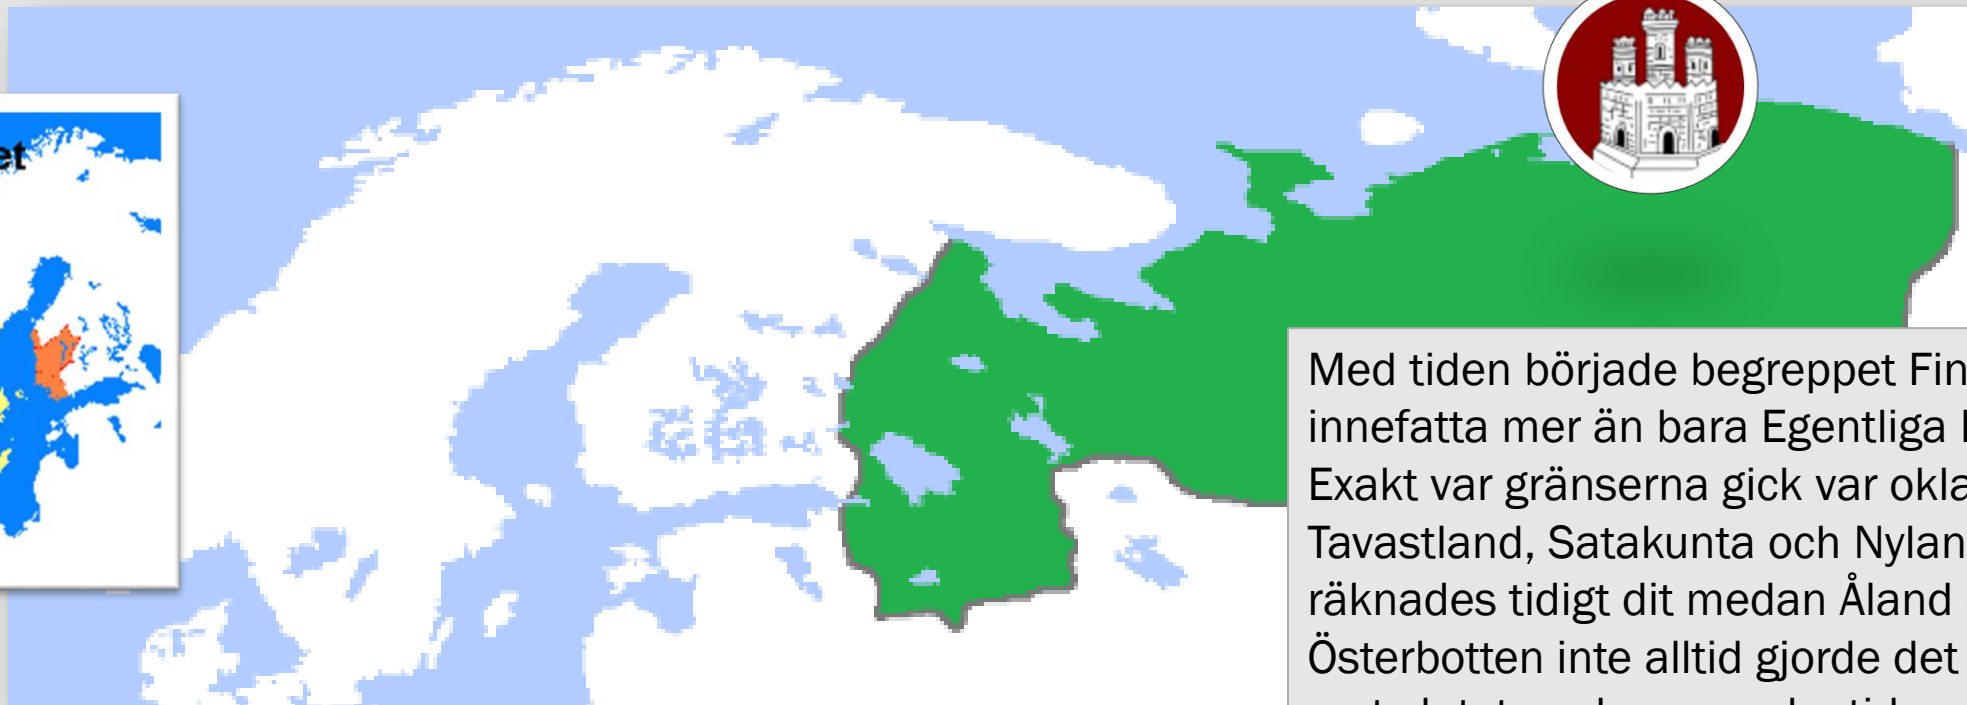 et
Med tiden började begreppet Fin
innefatta mer än bara Egentliga
Exakt var gränserna gick var okla
Tavastland, Satakunta och Nylan
räknades tidigt dit medan Åland
Österbotten inte alltid gjorde det